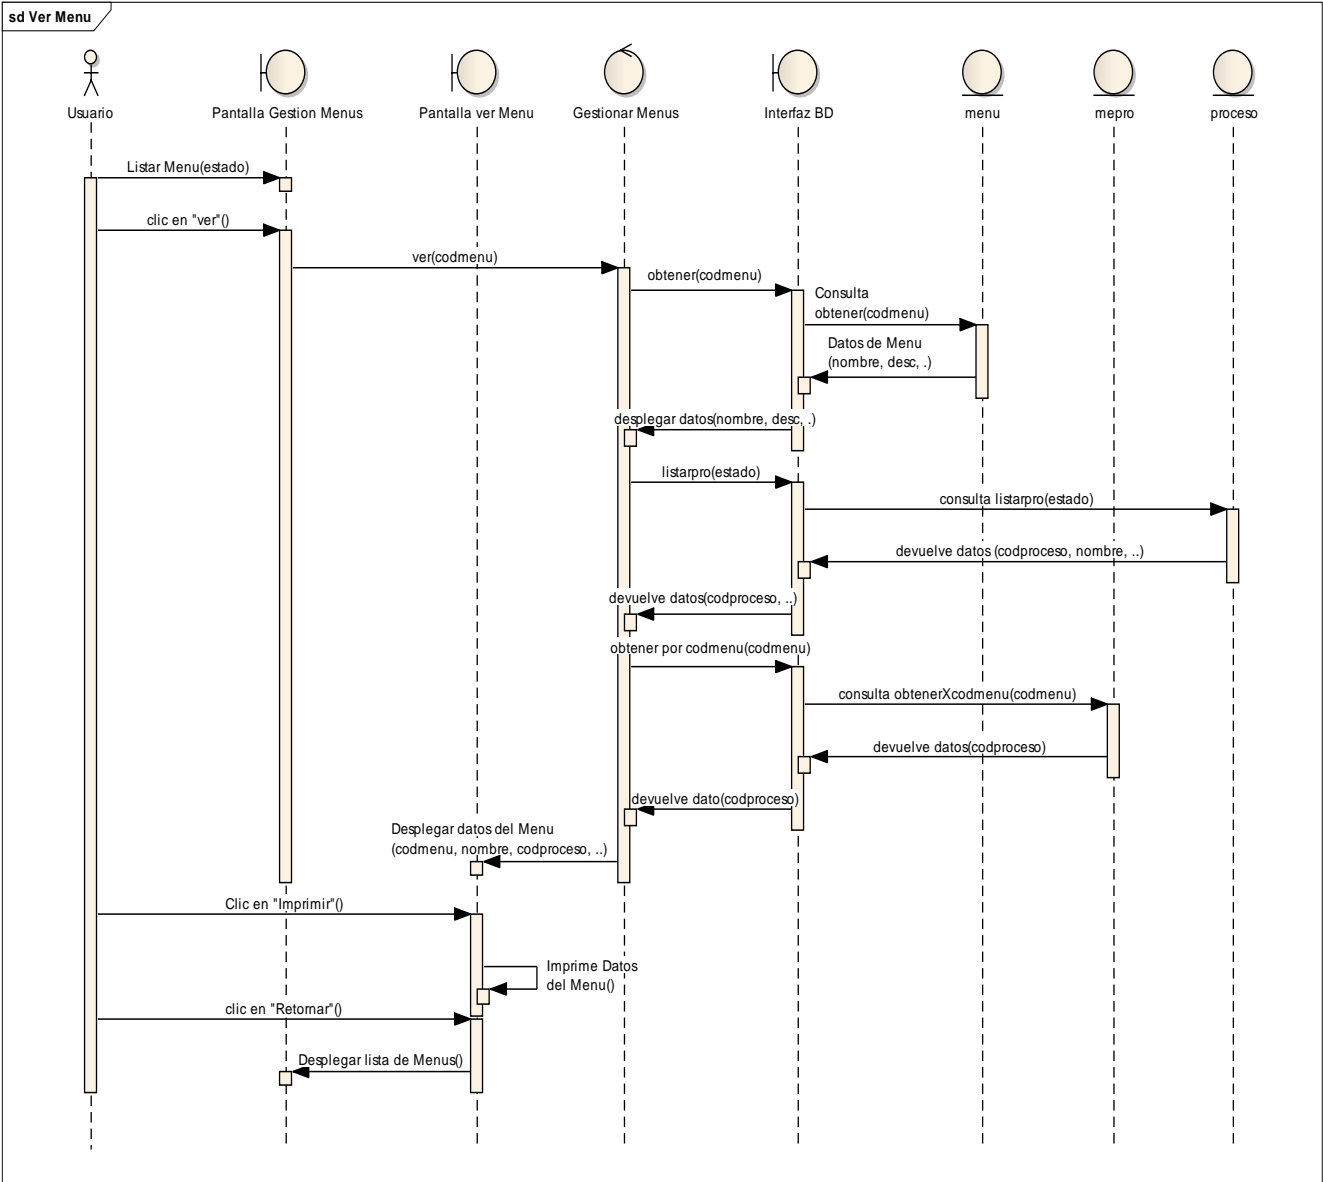 sd Ver Menu
Usuario
Pantalla Gestion Menus
Pantalla ver Menu
Gestionar Menus
Interfaz BD
menu
mepro
proceso
Listar Menu(estado)
clic en "ver"()
ver(codmenu)
obtener(codmenu)
Consulta
obtener(codmenu)
Datos de Menu
(nombre, desc, .)
desplegar datos(nombre, desc, .)
listarpro(estado)
consulta listarpro(estado)
devuelve datos (codproceso, nombre, ..)
devuelve datos(codproceso, ..)
obtener por codmenu(codmenu)
consulta obtenerXcodmenu(codmenu)
devuelve datos(codproceso)
devuelve dato(codproceso)
Desplegar datos del Menu
(codmenu, nombre, codproceso, ..)
Clic en "Imprimir"()
Imprime Datos
del Menu()
clic en "Retornar"()
Desplegar lista de Menus()